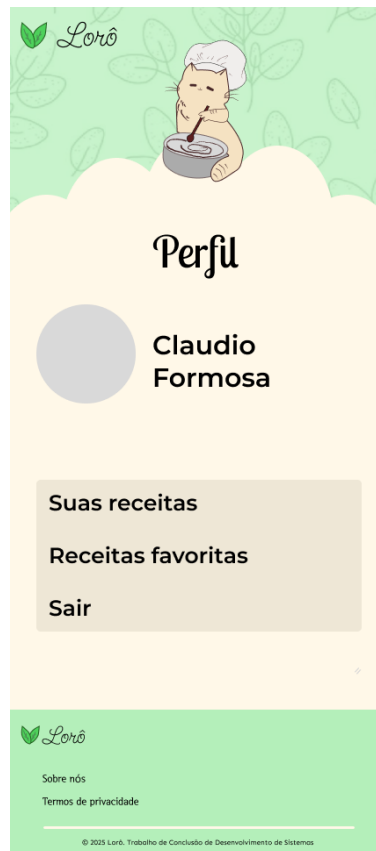 Lorô
Perfil
Claudio
Formosa
Suas receitas
Receitas favoritas
Sair
Lorô
Sobre nós
Termos de privacidade
© 2025 Lorô. Trabalho de Conclusão de Desenvolvimento de Sistemas